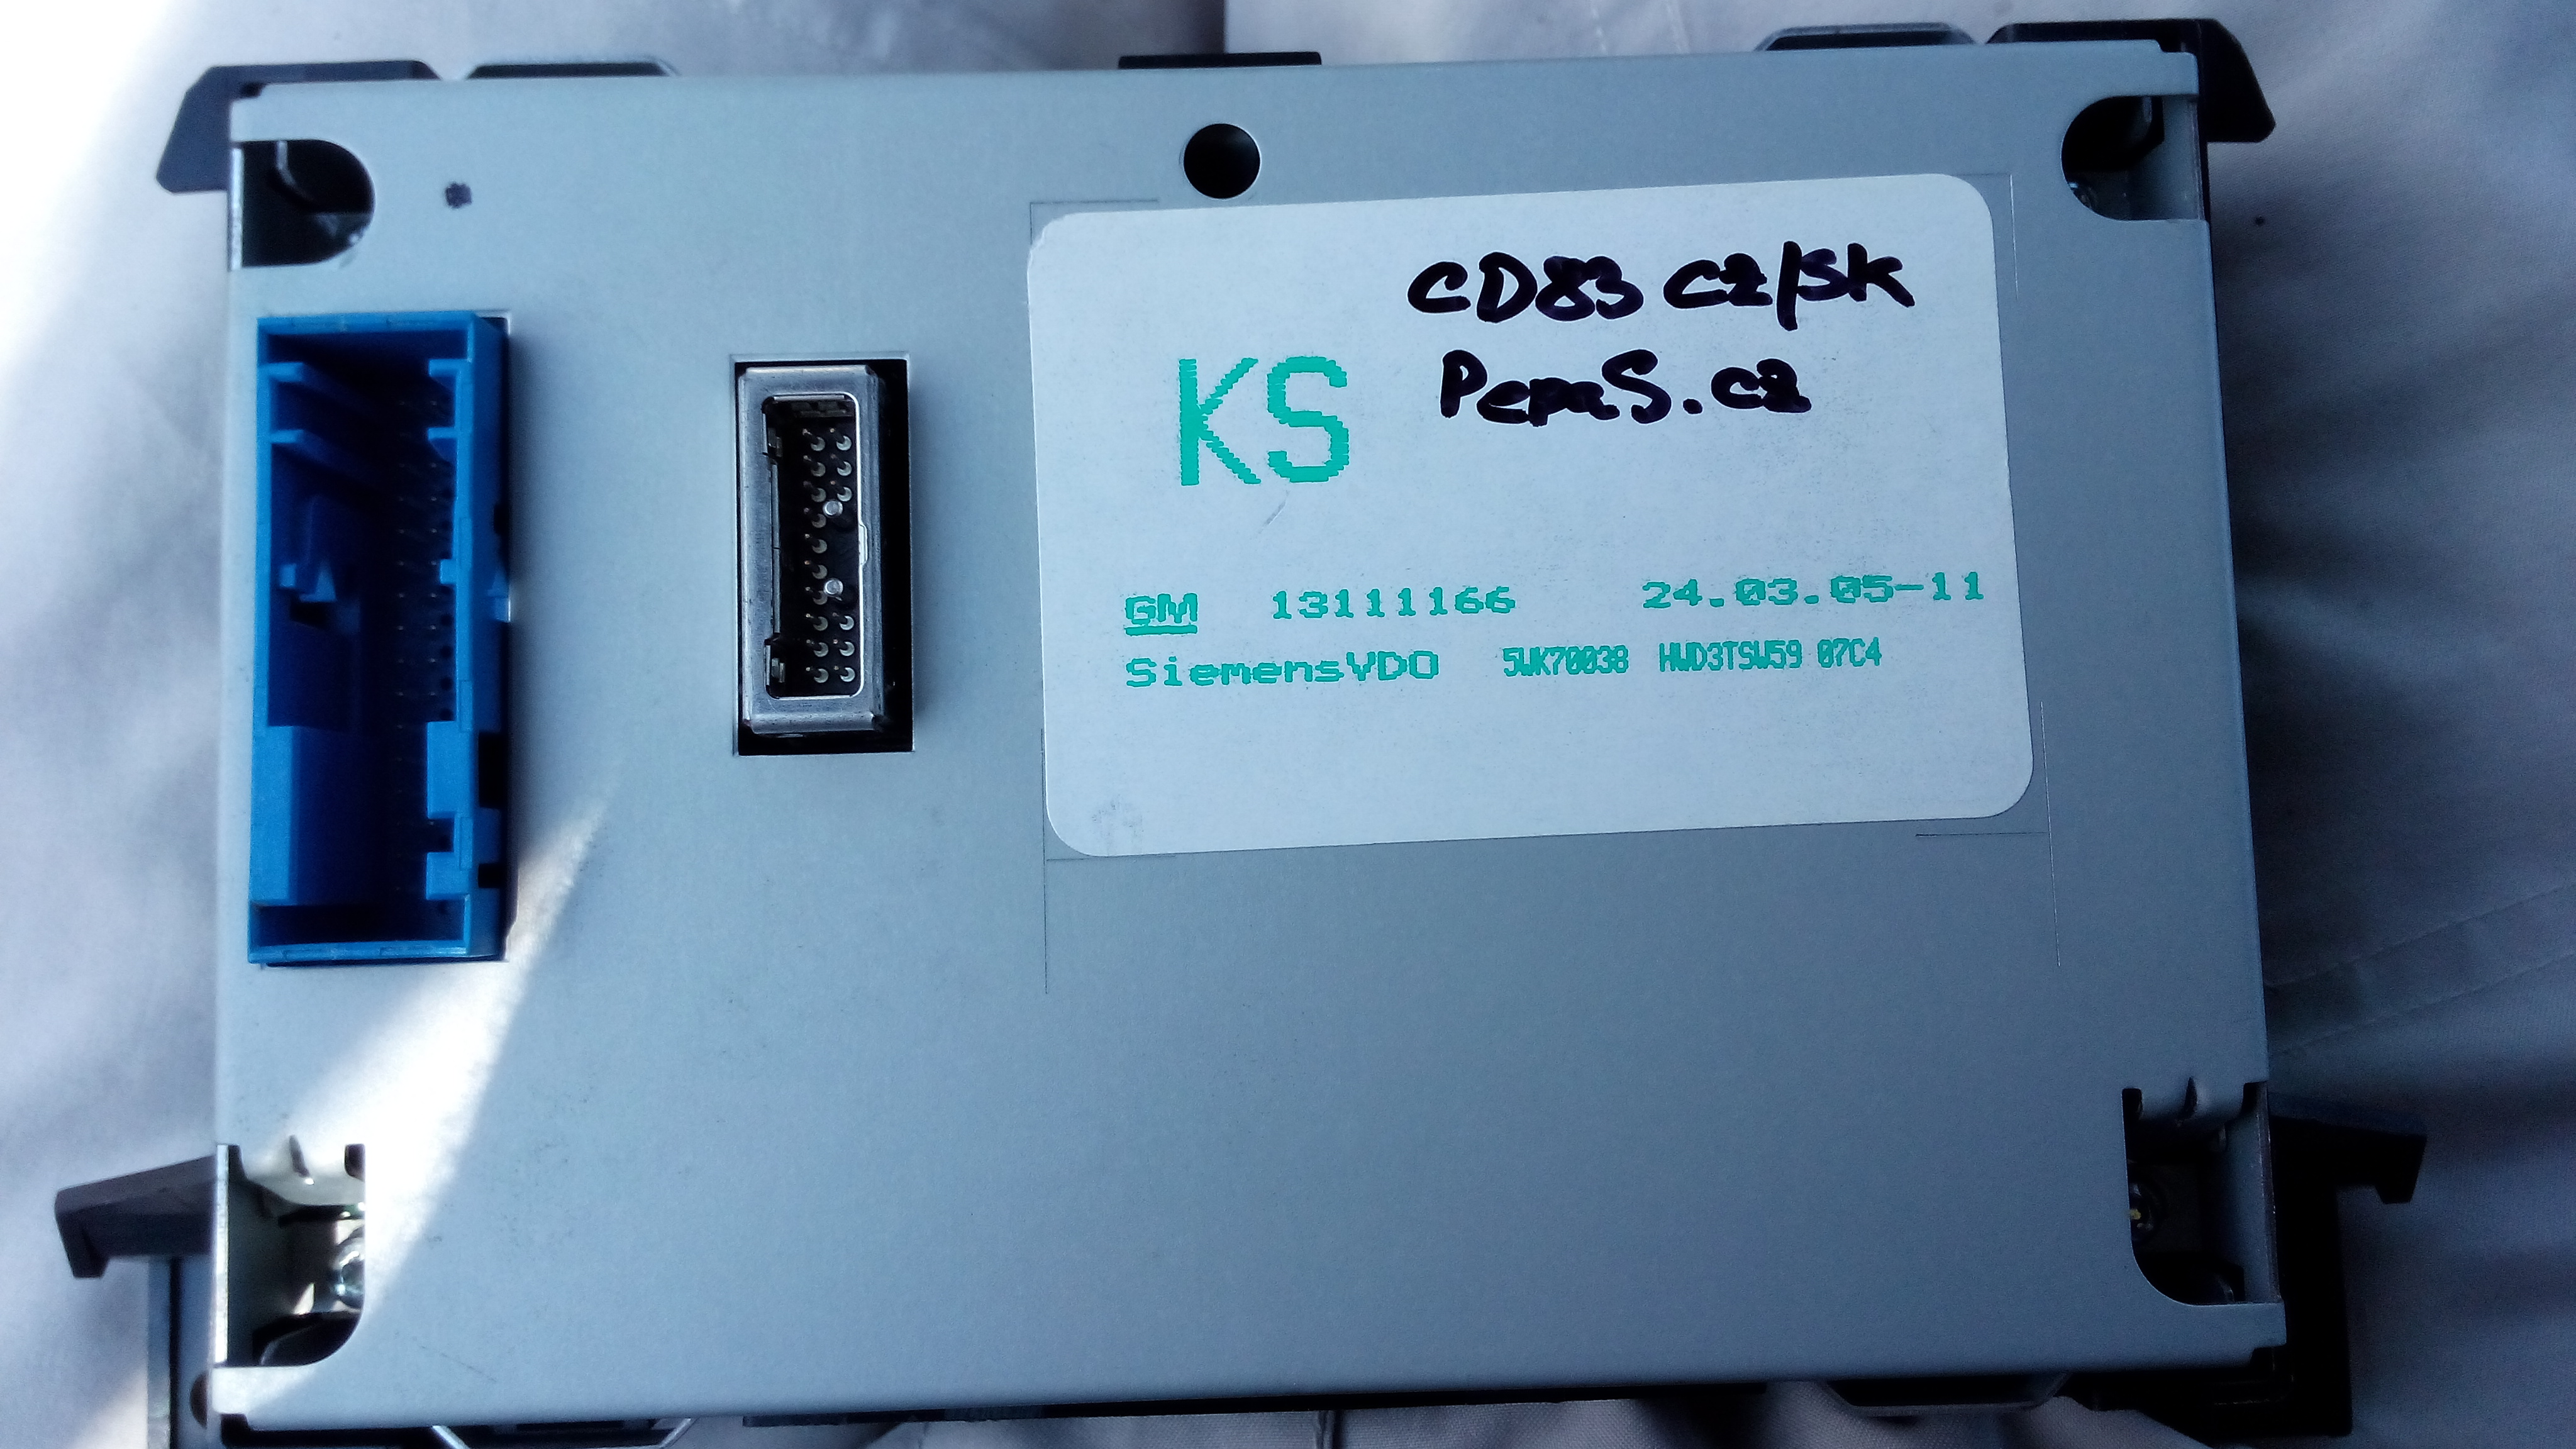 CD83 CZ/SK
PepaS.cz
KS
GM 13111166 24.03.05-11
SiemensVDO 5WK70038 HWD3TSW59 07C4